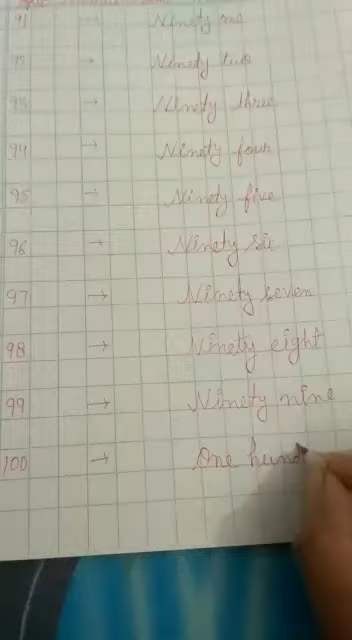 91 → Ninety one
→ Ninety two
93 → Ninety three
94 → Ninety four
95 → Ninety five
96 → Ninety six
97 → Ninety seven
98 → Ninety eight
99 → Ninety nine
100 → One hund